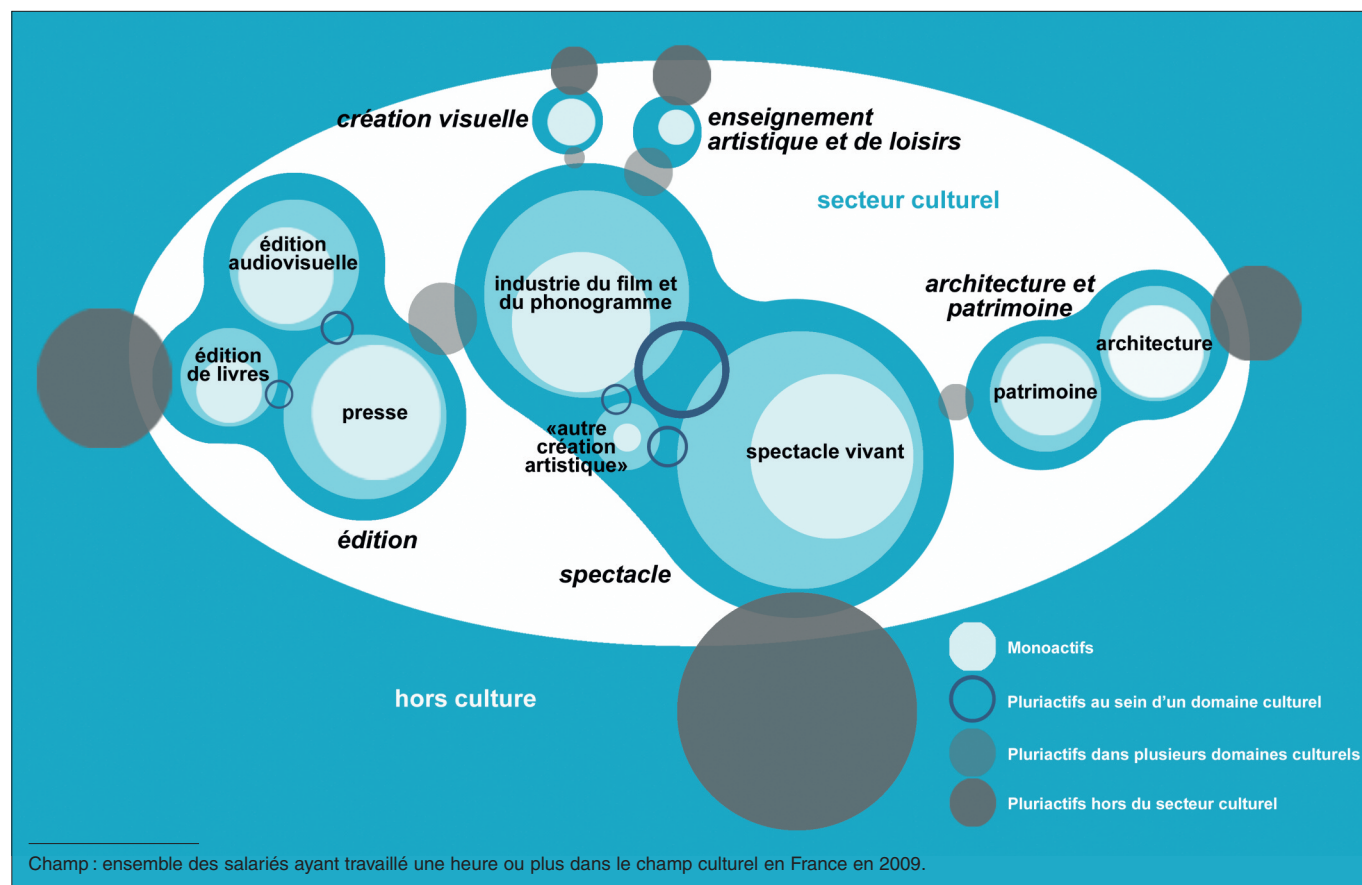 création visuelle
enseignement
artistique et de loisirs
secteur culturel
édition
audiovisuelle
industrie du film et
du phonogramme
architecture et
patrimoine
architecture
édition
de livres
presse
patrimoine
«autre
création
artistique»
spectacle vivant
édition
spectacle
hors culture
Monoactifs
Pluriactifs au sein d’un domaine culturel
Pluriactifs dans plusieurs domaines culturels
Pluriactifs hors du secteur culturel
Champ : ensemble des salariés ayant travaillé une heure ou plus dans le champ culturel en France en 2009.